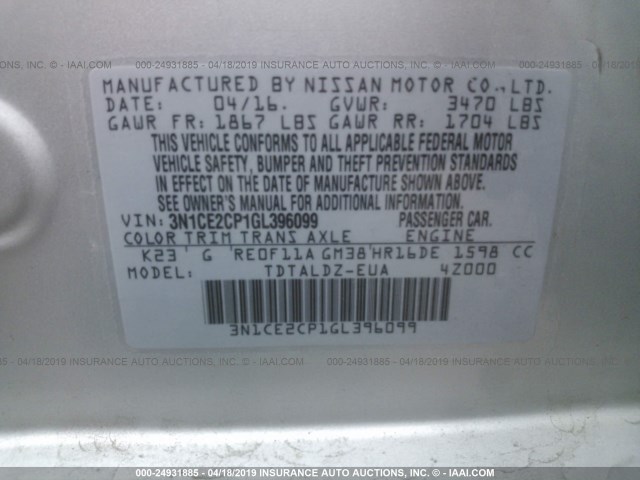 000-24931885 - 04/18/2019 - INSURANCE AUTO AUCTIONS, INC. - IAAI.COM
MANUFACTURED BY NISSAN MOTOR CO.,LTD.
DATE: 04/16. GVWR: 3470 LBS
GAWR FR: 1867 LBS GAWR RR: 1704 LBS
THIS VEHICLE CONFORMS TO ALL APPLICABLE FEDERAL MOTOR
VEHICLE SAFETY, BUMPER AND THEFT PREVENTION STANDARDS
IN EFFECT ON THE DATE OF MANUFACTURE SHOWN ABOVE.
SEE OWNER'S MANUAL FOR ADDITIONAL INFORMATION.
VIN: 3N1CE2CP1GL396099 PASSENGER CAR.
COLOR TRIM TRANS AXLE ENGINE
K23 G RE0F11A GM38 HR16DE 1598 CC
MODEL: TDTALDZ-EUA 4Z000
3N1CE2CP1GL396099
000-24931885 - 04/18/2019 - INSURANCE AUTO AUCTIONS, INC. - IAAI.COM
000-24931885 - 04/18/2019 - INSURANCE AUTO AUCTIONS, INC. - IAAI.COM